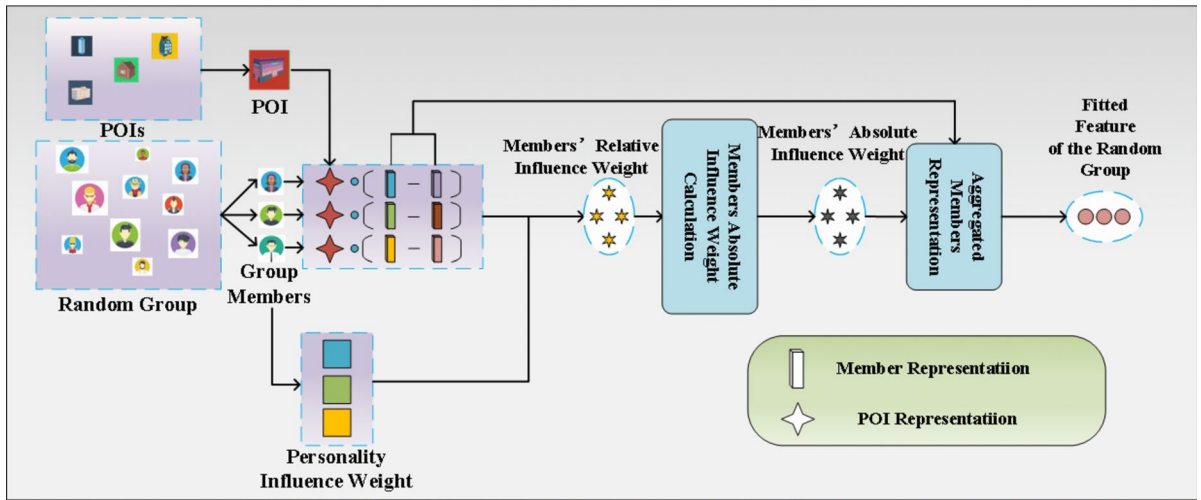 POIs
POI
Random Group
Group
Members
Personality
Influence Weight
Members’ Relative
Influence Weight
Members Absolute
Influence Weight
Calculation
Members’ Absolute
Influence Weight
Aggregated
Members
Representation
Fitted
Feature
of the Random
Group
Member Representatiion
POI Representatiion